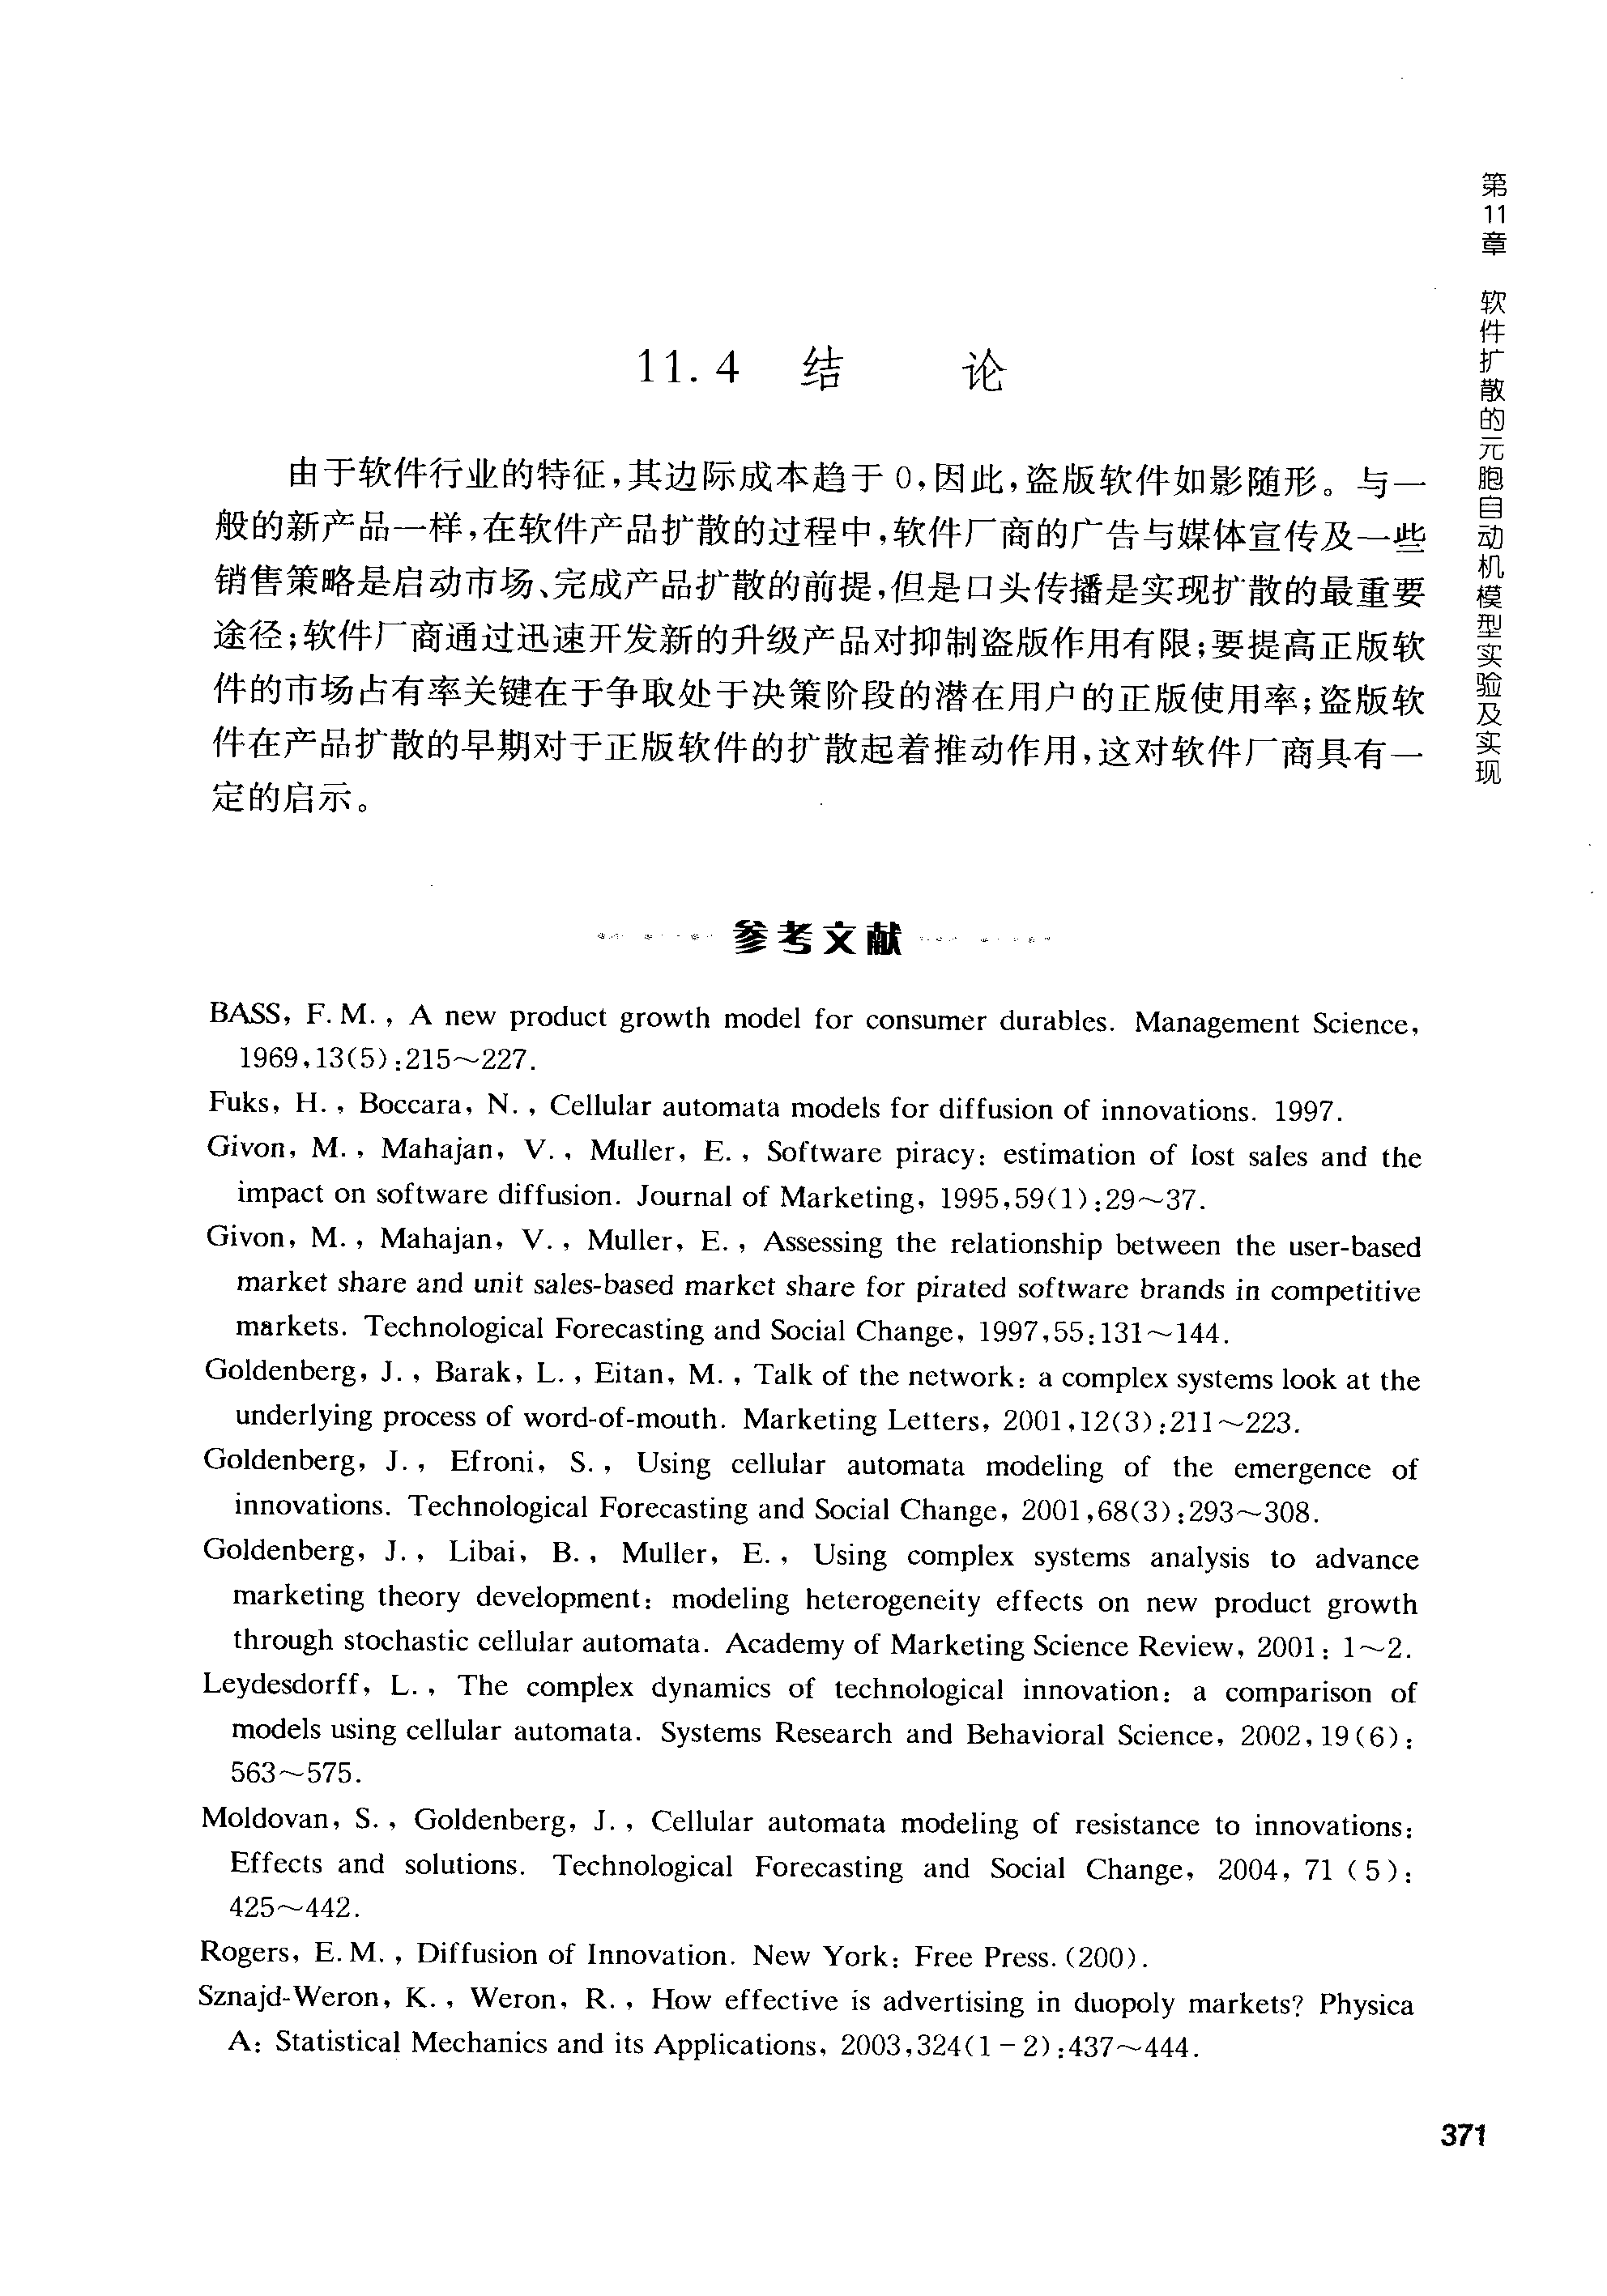 第11章 软件扩散的元胞自动机模型实验及实现
11.4 结 论
由于软件行业的特征,其边际成本趋于0,因此,盗版软件如影随形。与一
般的新产品一样,在软件产品扩散的过程中,软件厂商的广告与媒体宣传及一些
销售策略是启动市场、完成产品扩散的前提,但是口头传播是实现扩散的最重要
途径;软件厂商通过迅速开发新的升级产品对抑制盗版作用有限;要提高正版软
件的市场占有率关键在于争取处于决策阶段的潜在用户的正版使用率;盗版软
件在产品扩散的早期对于正版软件的扩散起着推动作用,这对软件厂商具有一
定的启示。
参考文献
BASS, F. M. , A new product growth model for consumer durables. Management Science,
1969,13(5):215～227.
Fuks, H. , Boccara, N. , Cellular automata models for diffusion of innovations. 1997.
Givon, M. , Mahajan, V. , Muller, E. , Software piracy: estimation of lost sales and the
impact on software diffusion. Journal of Marketing, 1995,59(1):29～37.
Givon, M. , Mahajan, V. , Muller, E. , Assessing the relationship between the user-based
market share and unit sales-based market share for pirated software brands in competitive
markets. Technological Forecasting and Social Change, 1997,55:131～144.
Goldenberg, J. , Barak, L. , Eitan, M. , Talk of the network: a complex systems look at the
underlying process of word-of-mouth. Marketing Letters, 2001,12(3):211～223.
Goldenberg, J. , Efroni, S. , Using cellular automata modeling of the emergence of
innovations. Technological Forecasting and Social Change, 2001,68(3):293～308.
Goldenberg, J. , Libai, B. , Muller, E. , Using complex systems analysis to advance
marketing theory development: modeling heterogeneity effects on new product growth
through stochastic cellular automata. Academy of Marketing Science Review, 2001: 1～2.
Leydesdorff, L. , The complex dynamics of technological innovation: a comparison of
models using cellular automata. Systems Research and Behavioral Science, 2002,19(6):
563～575.
Moldovan, S. , Goldenberg, J. , Cellular automata modeling of resistance to innovations:
Effects and solutions. Technological Forecasting and Social Change, 2004, 71 (5):
425～442.
Rogers, E. M. , Diffusion of Innovation. New York: Free Press. (200).
Sznajd-Weron, K. , Weron, R. , How effective is advertising in duopoly markets? Physica
A: Statistical Mechanics and its Applications, 2003,324(1－2):437～444.
371